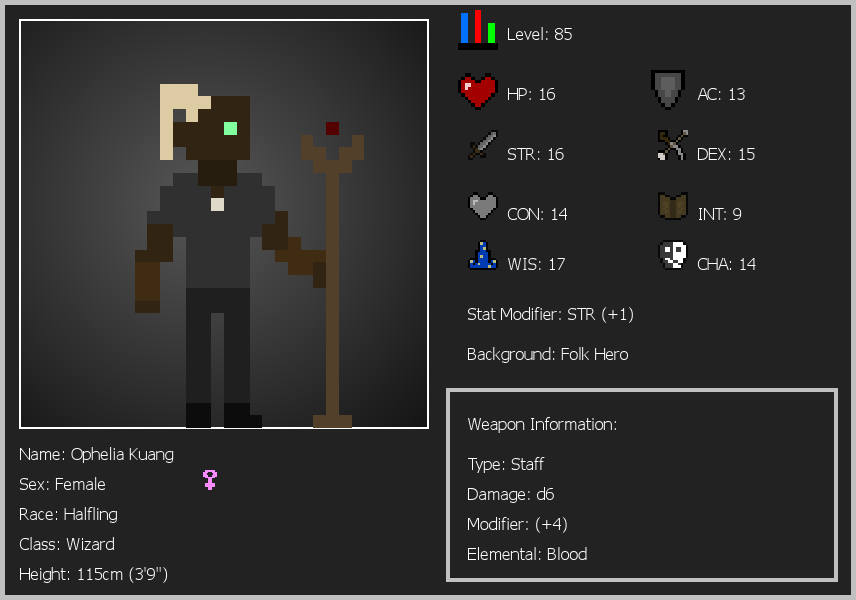 Level: 85
HP: 16
AC: 13
STR: 16
DEX: 15
CON: 14
INT: 9
WIS: 17
CHA: 14
Stat Modifier: STR (+1)
Background: Folk Hero
Weapon Information:
Type: Staff
Damage: d6
Modifier: (+4)
Elemental: Blood
Name: Ophelia Kuang
Sex: Female
Race: Halfling
Class: Wizard
Height: 115cm (3'9")